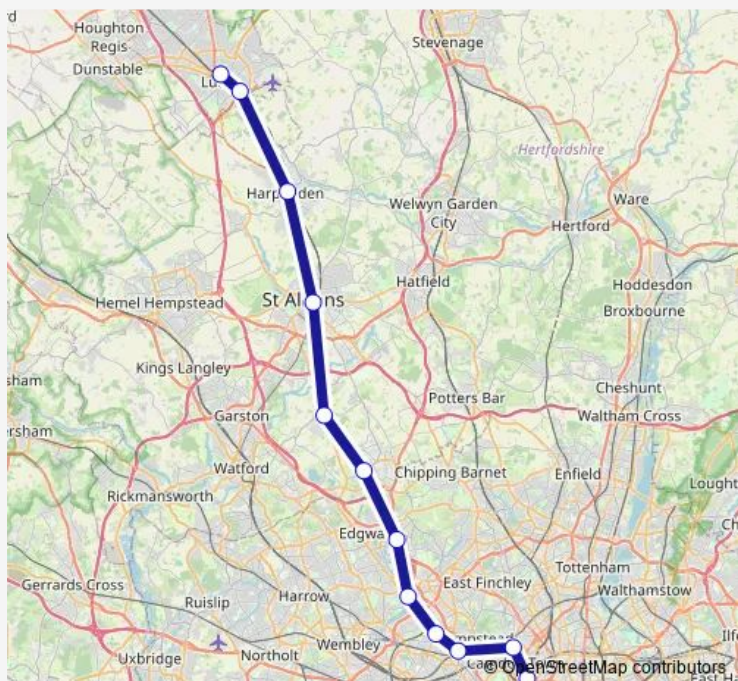 Houghton
Regis
Dunstable
Stevenage
Hertfordshire
Ware
Welwyn Garden
City
Hertford
Hatfield
Hoddesdon
Broxbourne
Hemel Hempstead
Kings Langley
Cheshunt
Potters Bar
Waltham Cross
Garston
Watford
Chipping Barnet
Enfield
Rickmansworth
Tottenham
East Finchley
Walthamstow
Gerrards Cross
Ruislip
Harrow
Wembley
Northolt
Uxbridge
© OpenStreetMap contributors